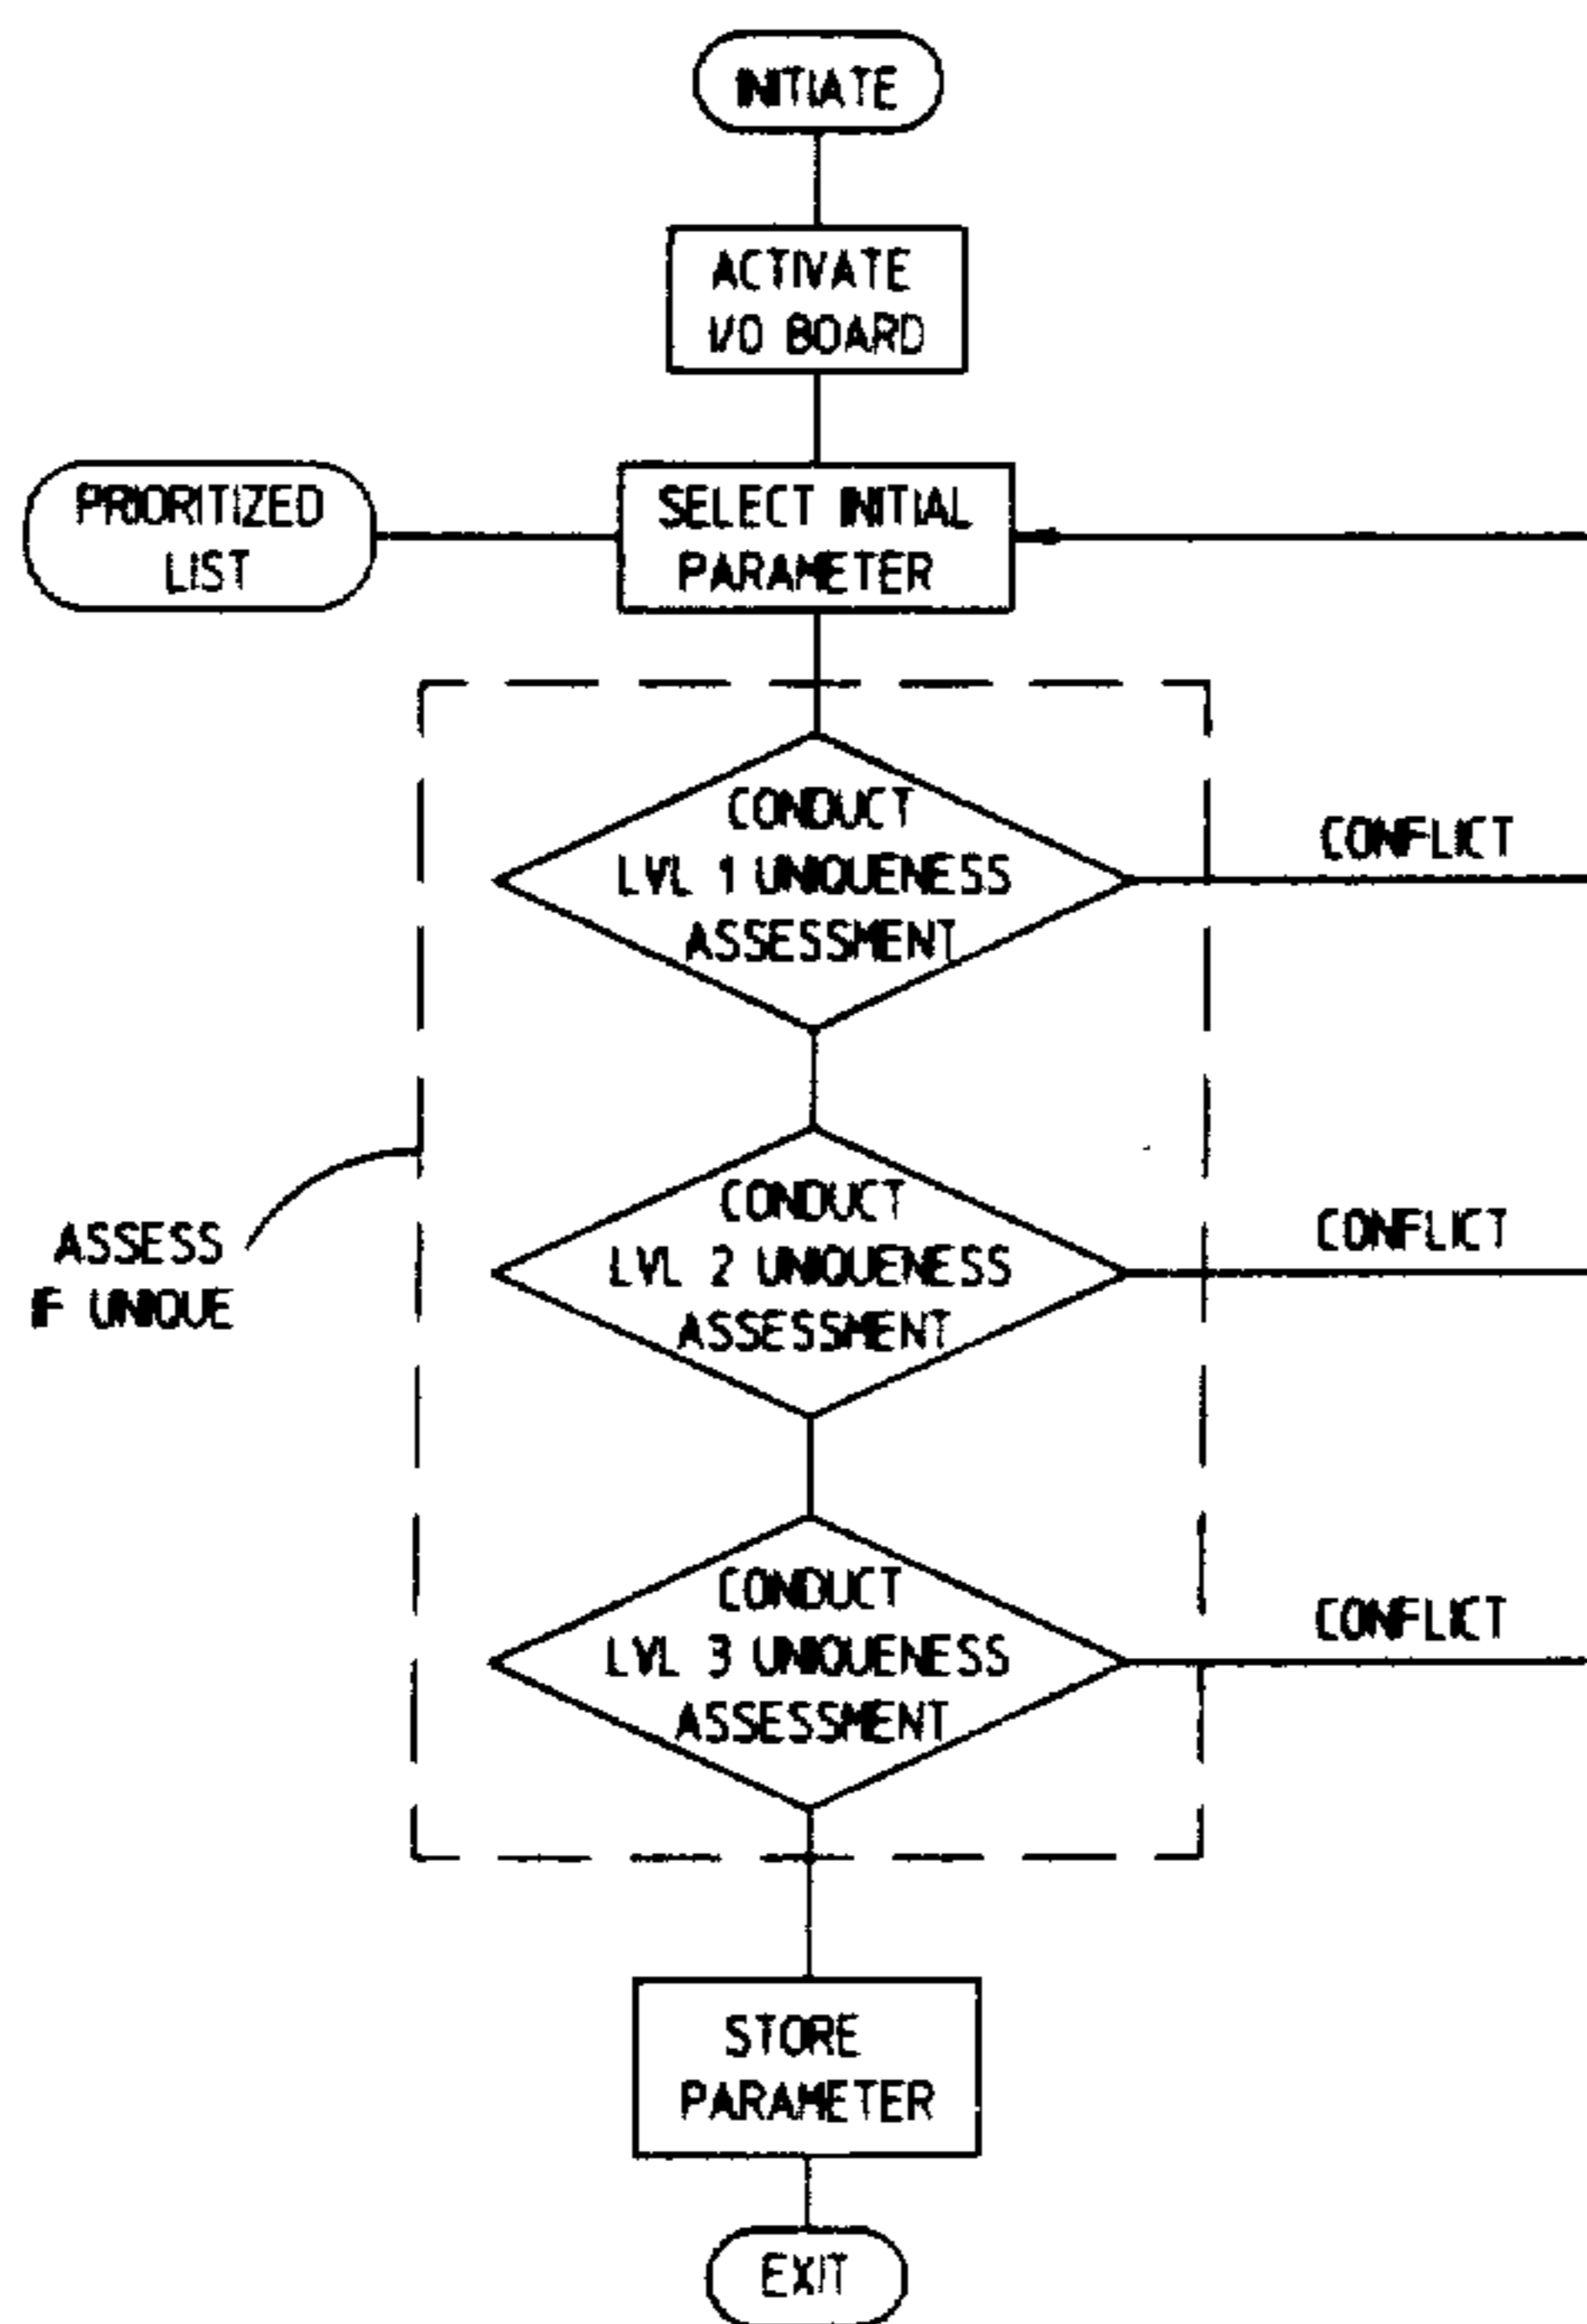 INITIATE
ACTIVATE
I/O BOARD
PRIORITIZED
LIST
SELECT INITIAL
PARAMETER
CONDUCT
LVL 1 UNIQUENESS
ASSESSMENT
CONFLICT
ASSESS
IF UNIQUE
CONDUCT
LVL 2 UNIQUENESS
ASSESSMENT
CONFLICT
CONDUCT
LVL 3 UNIQUENESS
ASSESSMENT
CONFLICT
STORE
PARAMETER
EXIT